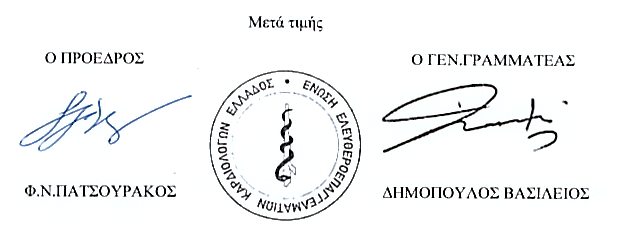 Μετά τιμής
Ο ΠΡΟΕΔΡΟΣ
Ο ΓΕΝ.ΓΡΑΜΜΑΤΕΑΣ
ΕΝΩΣΗ ΕΛΕΥΘΕΡΟΕΠΑΓΓΕΛΜΑΤΙΩΝ ΚΑΡΔΙΟΛΟΓΩΝ ΕΛΛΑΔΟΣ •
Φ.Ν.ΠΑΤΣΟΥΡΑΚΟΣ
ΔΗΜΟΠΟΥΛΟΣ ΒΑΣΙΛΕΙΟΣ